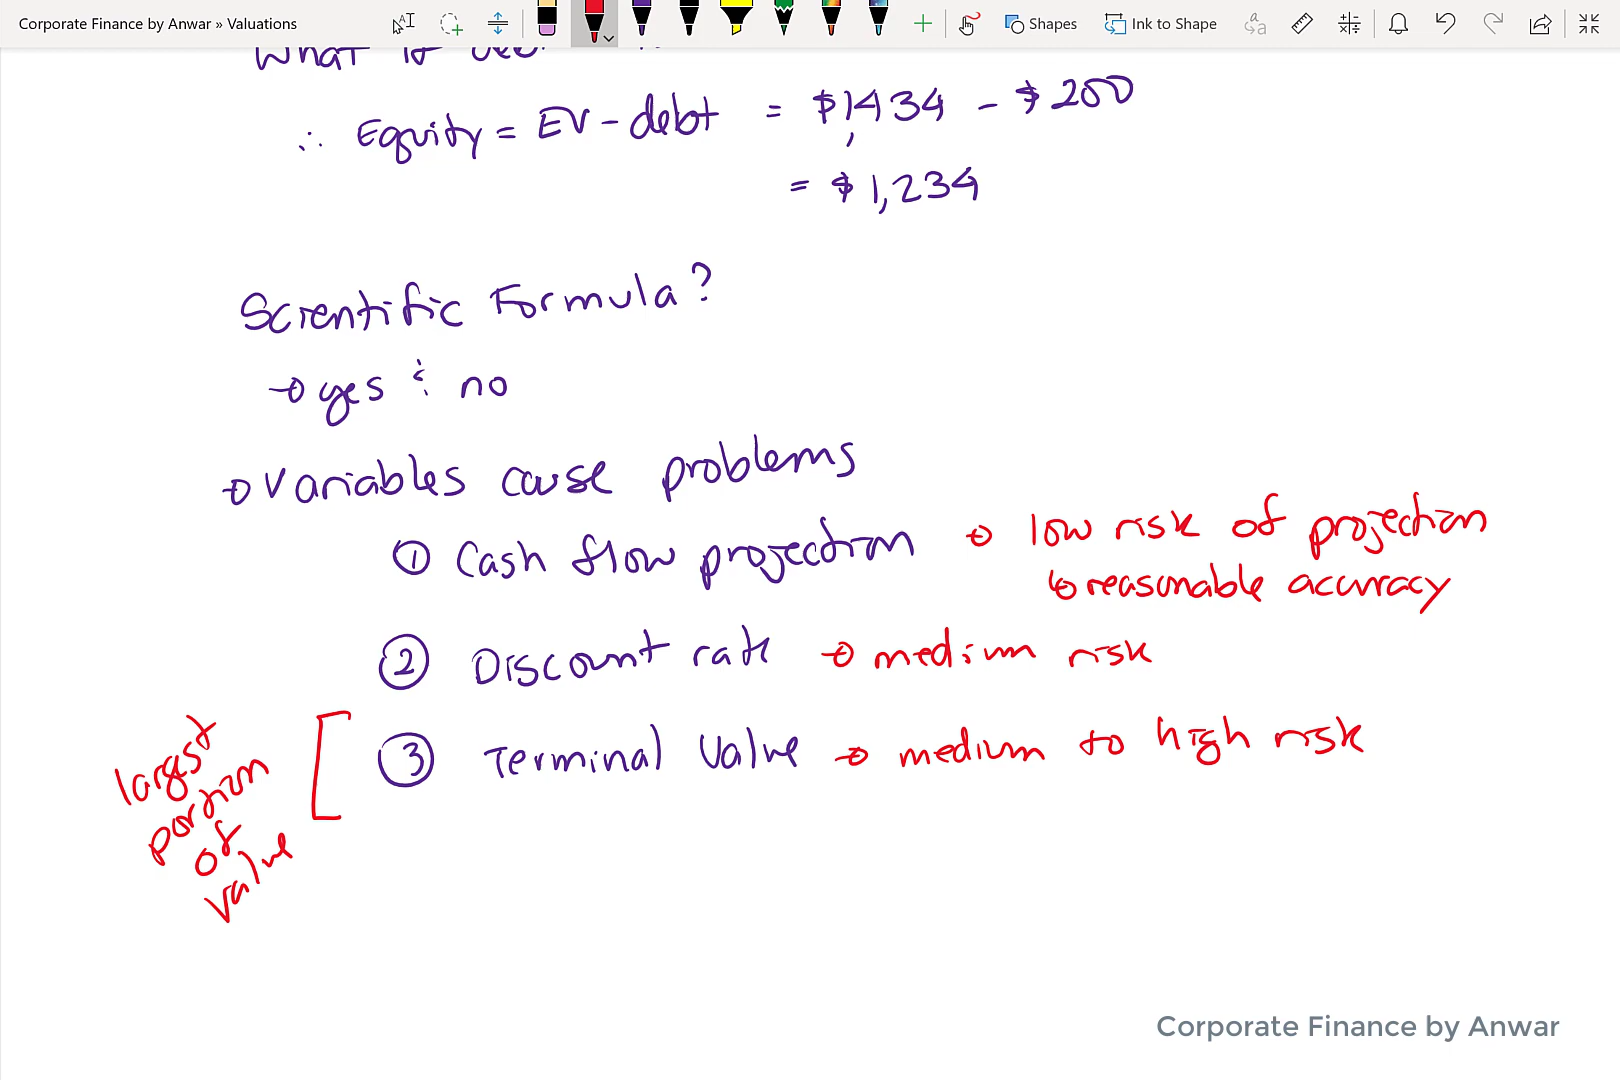 Corporate Finance by Anwar » Valuations
Shapes
Ink to Shape
What if
∴ Equity = EV - debt = $1,434 - $200
= $1,234
Scientific Formula?
→ yes & no
→ Variables cause problems
① Cash flow projection → low risk of projection
↳ reasonable accuracy
② Discount rate → medium risk
③ Terminal Value → medium to high risk
largest
portion
of
value
Corporate Finance by Anwar